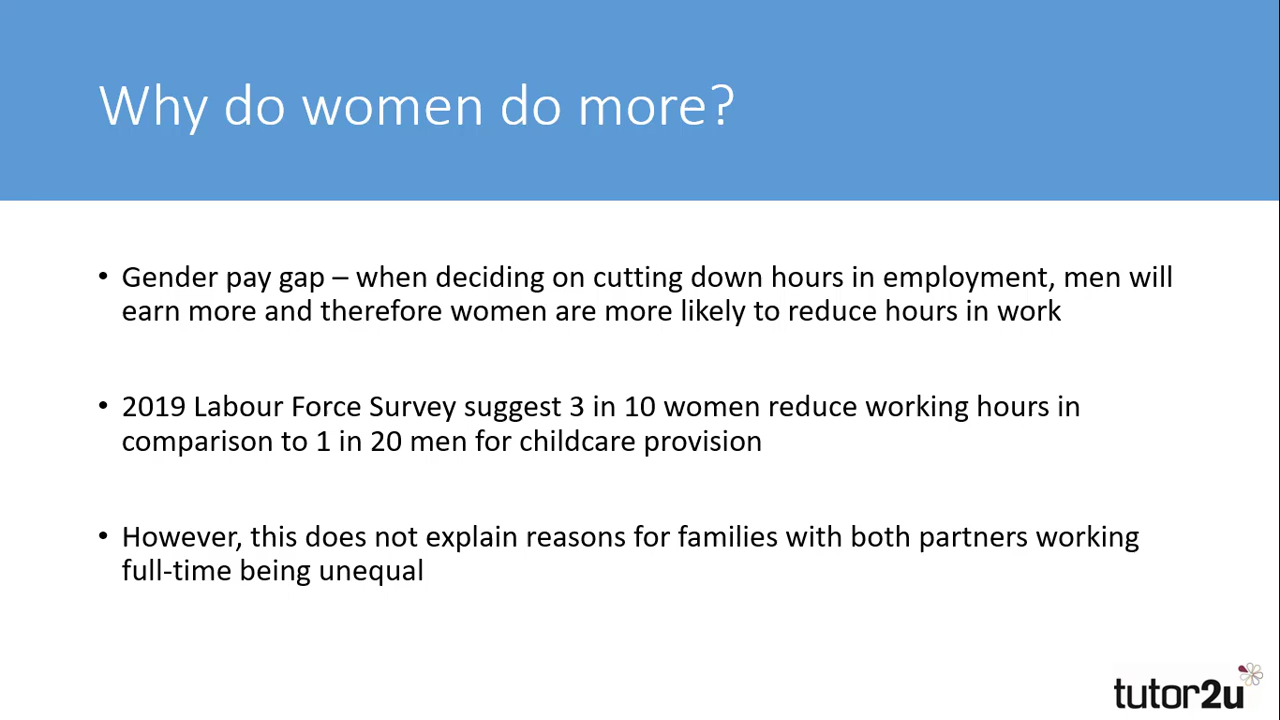 Why do women do more?
• Gender pay gap – when deciding on cutting down hours in employment, men will
earn more and therefore women are more likely to reduce hours in work
• 2019 Labour Force Survey suggest 3 in 10 women reduce working hours in
comparison to 1 in 20 men for childcare provision
• However, this does not explain reasons for families with both partners working
full-time being unequal
tutor2u